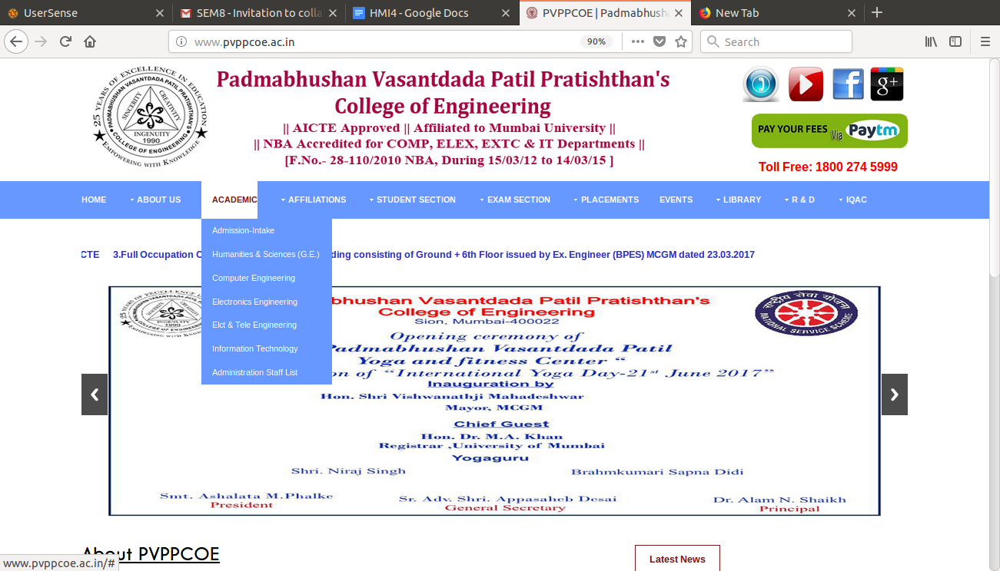 UserSense
SEM8 - Invitation to colla
HMI4 - Google Docs
PVPPCOE | Padmabhush
New Tab
www.pvppcoe.ac.in
90%
Search
25 YEARS OF EXCELLENCE IN EDUCATION
PADMABHUSHAN VASANTDADA PATIL PRATISHTHAN'S
COLLEGE OF ENGINEERING
SINCERITY
CREATIVITY
INGENUITY
1990
EMPOWERING WITH KNOWLEDGE
Padmabhushan Vasantdada Patil Pratishthan's
College of Engineering
|| AICTE Approved || Affiliated to Mumbai University ||
|| NBA Accredited for COMP, ELEX, EXTC & IT Departments ||
[F.No.- 28-110/2010 NBA, During 15/03/12 to 14/03/15 ]
f
g+
PAY YOUR FEES Via Paytm
Toll Free: 1800 274 5999
HOME ABOUT US ACADEMIC AFFILIATIONS STUDENT SECTION EXAM SECTION PLACEMENTS EVENTS LIBRARY R & D IQAC
Admission-Intake
Humanities & Sciences (G.E.)
Computer Engineering
Electronics Engineering
Elct & Tele Engineering
Information Technology
Administration Staff List
CTE 3.Full Occupation ding consisting of Ground + 6th Floor issued by Ex. Engineer (BPES) MCGM dated 23.03.2017
bhushan Vasantdada Patil Pratishthan's
College of Engineering
Sion, Mumbai-400022
राष्ट्रीय सेवा योजना
NATIONAL SERVICE SCHEME
Opening ceremony of
Padmabhushan Vasantdada Patil
Yoga and fitness Center “
on of “International Yoga Day-21st June 2017”
Inauguration by
Hon. Shri Vishwanathji Mahadeshwar
Mayor, MCGM
Chief Guest
Hon. Dr. M.A. Khan
Registrar ,University of Mumbai
Yogaguru
Shri. Niraj Singh
Brahmkumari Sapna Didi
Smt. Ashalata M.Phalke
President
Sr. Adv. Shri. Appasaheb Desai
General Secretary
Dr. Alam N. Shaikh
Principal
About PVPPCOE
Latest News
www.pvppcoe.ac.in/#